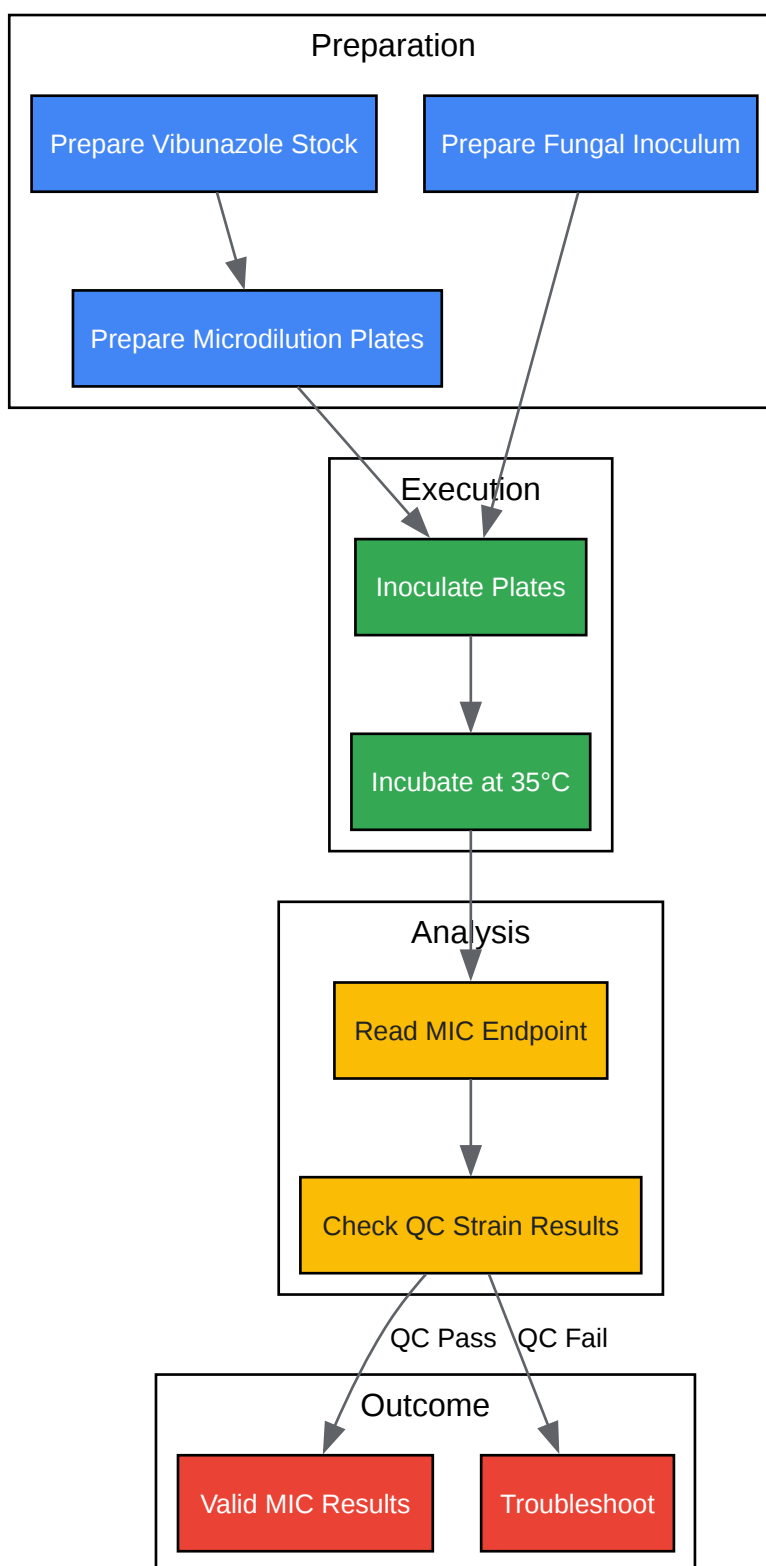 Preparation
Prepare Vibunazole Stock
Prepare Fungal Inoculum
Prepare Microdilution Plates
Execution
Inoculate Plates
Incubate at 35°C
Analysis
Read MIC Endpoint
Check QC Strain Results
QC Pass
QC Fail
Outcome
Valid MIC Results
Troubleshoot